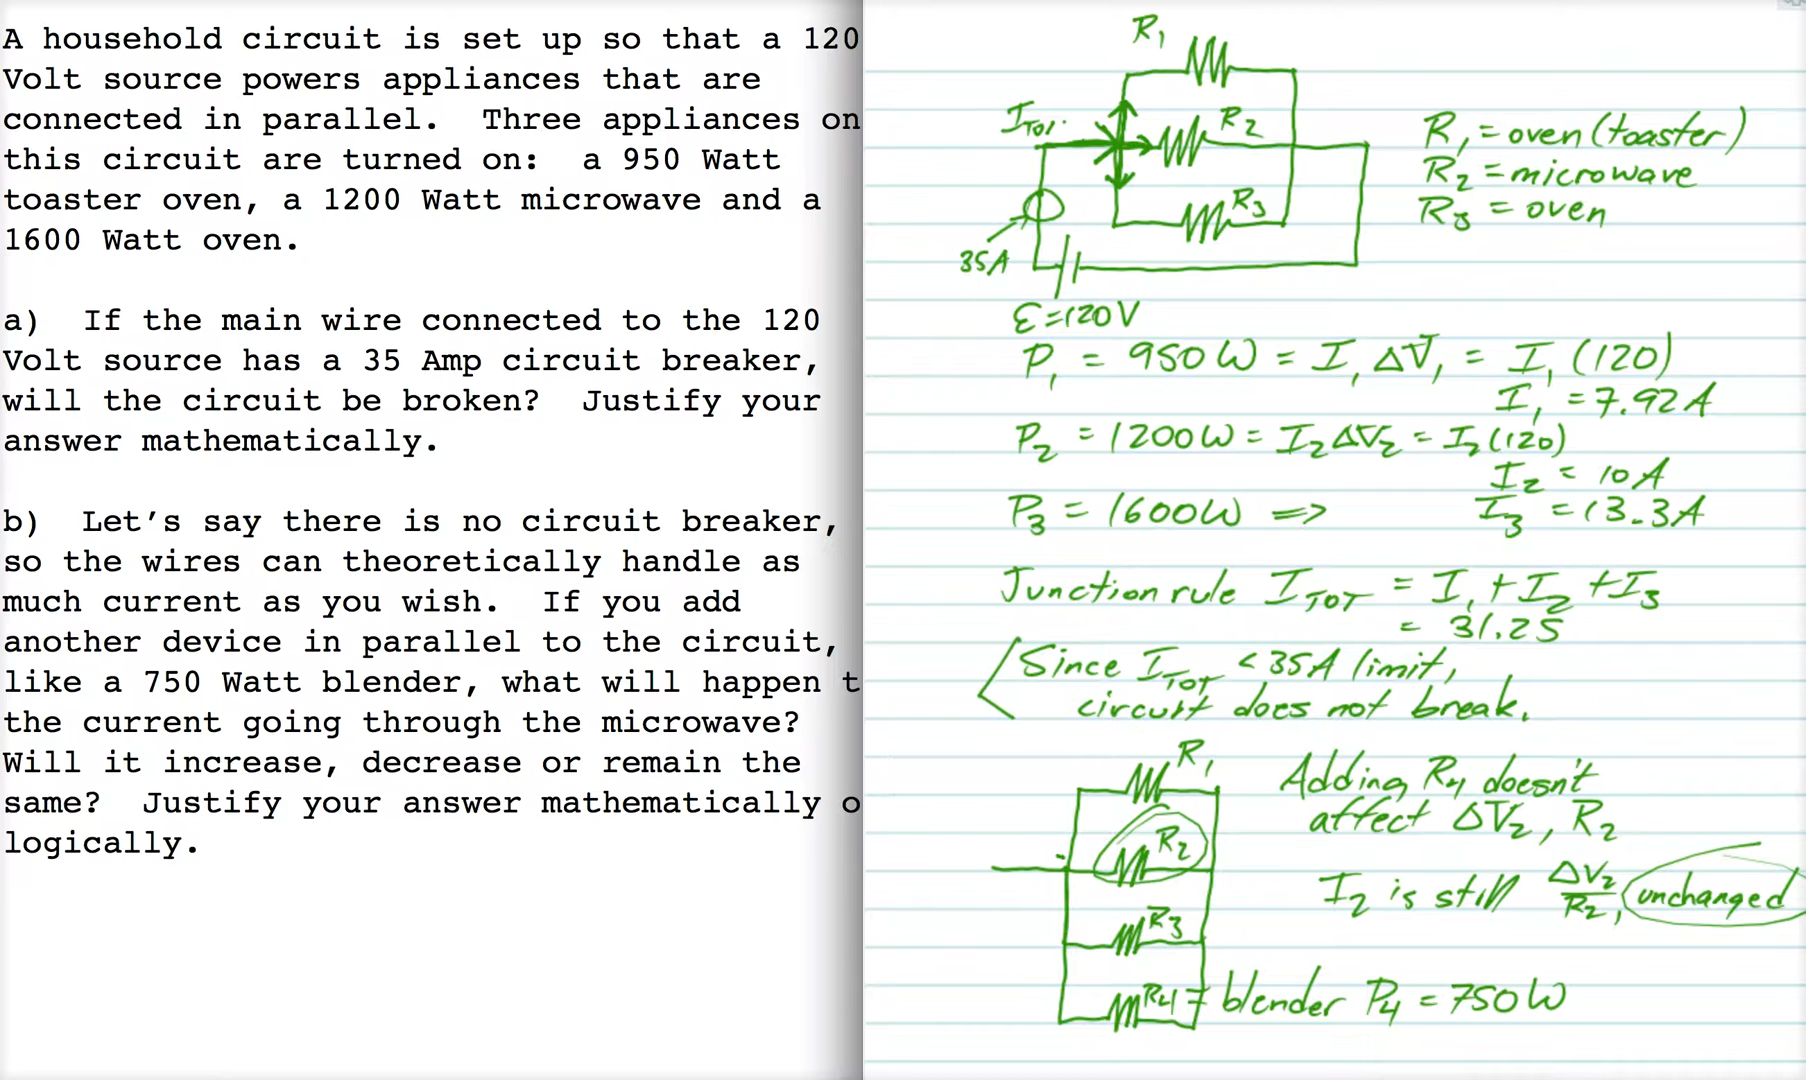 A household circuit is set up so that a 120
Volt source powers appliances that are
connected in parallel.  Three appliances on
this circuit are turned on:  a 950 Watt
toaster oven, a 1200 Watt microwave and a
1600 Watt oven.
a)  If the main wire connected to the 120
Volt source has a 35 Amp circuit breaker,
will the circuit be broken?  Justify your
answer mathematically.
b)  Let's say there is no circuit breaker,
so the wires can theoretically handle as
much current as you wish.  If you add
another device in parallel to the circuit,
like a 750 Watt blender, what will happen t
the current going through the microwave?
Will it increase, decrease or remain the
same?  Justify your answer mathematically o
logically.
R₁
I_TOT.
R₂
R₃
35A
ε=120V
R₁ = oven (toaster)
R₂ = microwave
R₃ = oven
P₁ = 950W = I₁ ΔV₁ = I₁ (120)
I₁ = 7.92A
P₂ = 1200W = I₂ ΔV₂ = I₂ (120)
I₂ = 10A
P₃ = 1600W ⇒ I₃ = 13.3A
Junction rule I_TOT = I₁ + I₂ + I₃
= 31.25
Since I_TOT < 35A limit,
circuit does not break.
R₁
R₂
R₃
R₄ = blender P₄ = 750W
Adding R₄ doesn't
affect ΔV₂, R₂
I₂ is still ΔV₂/R₂, unchanged